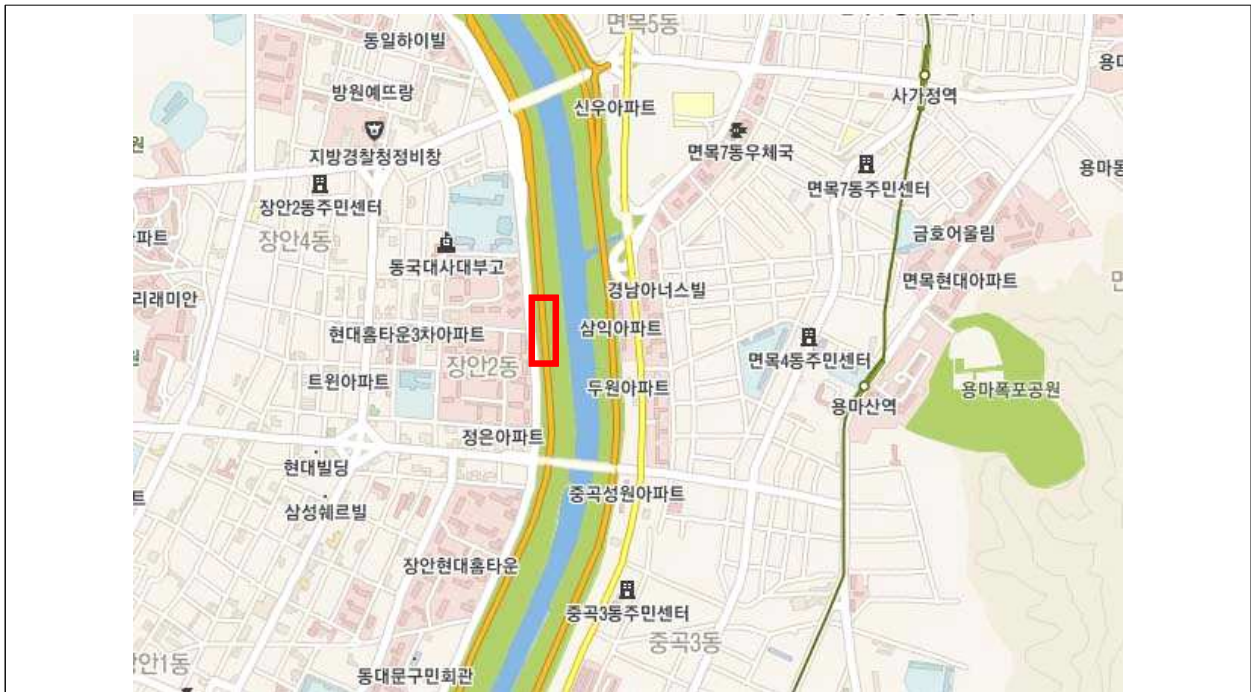 면목5동
동일하이빌
사가정역
방원예뜨랑
신우아파트
지방경찰청정비창
면목7동우체국
면목7동주민센터
장안2동주민센터
장안4동
금호어울림
동국대사대부고
면목현대아파트
경남아너스빌
리래미안
현대홈타운3차아파트
삼익아파트
장안2동
면목4동주민센터
트윈아파트
두원아파트
용마산역
용마폭포공원
정은아파트
현대빌딩
중곡성원아파트
삼성쉐르빌
장안현대홈타운
중곡3동주민센터
중곡3동
장안1동
동대문구민회관